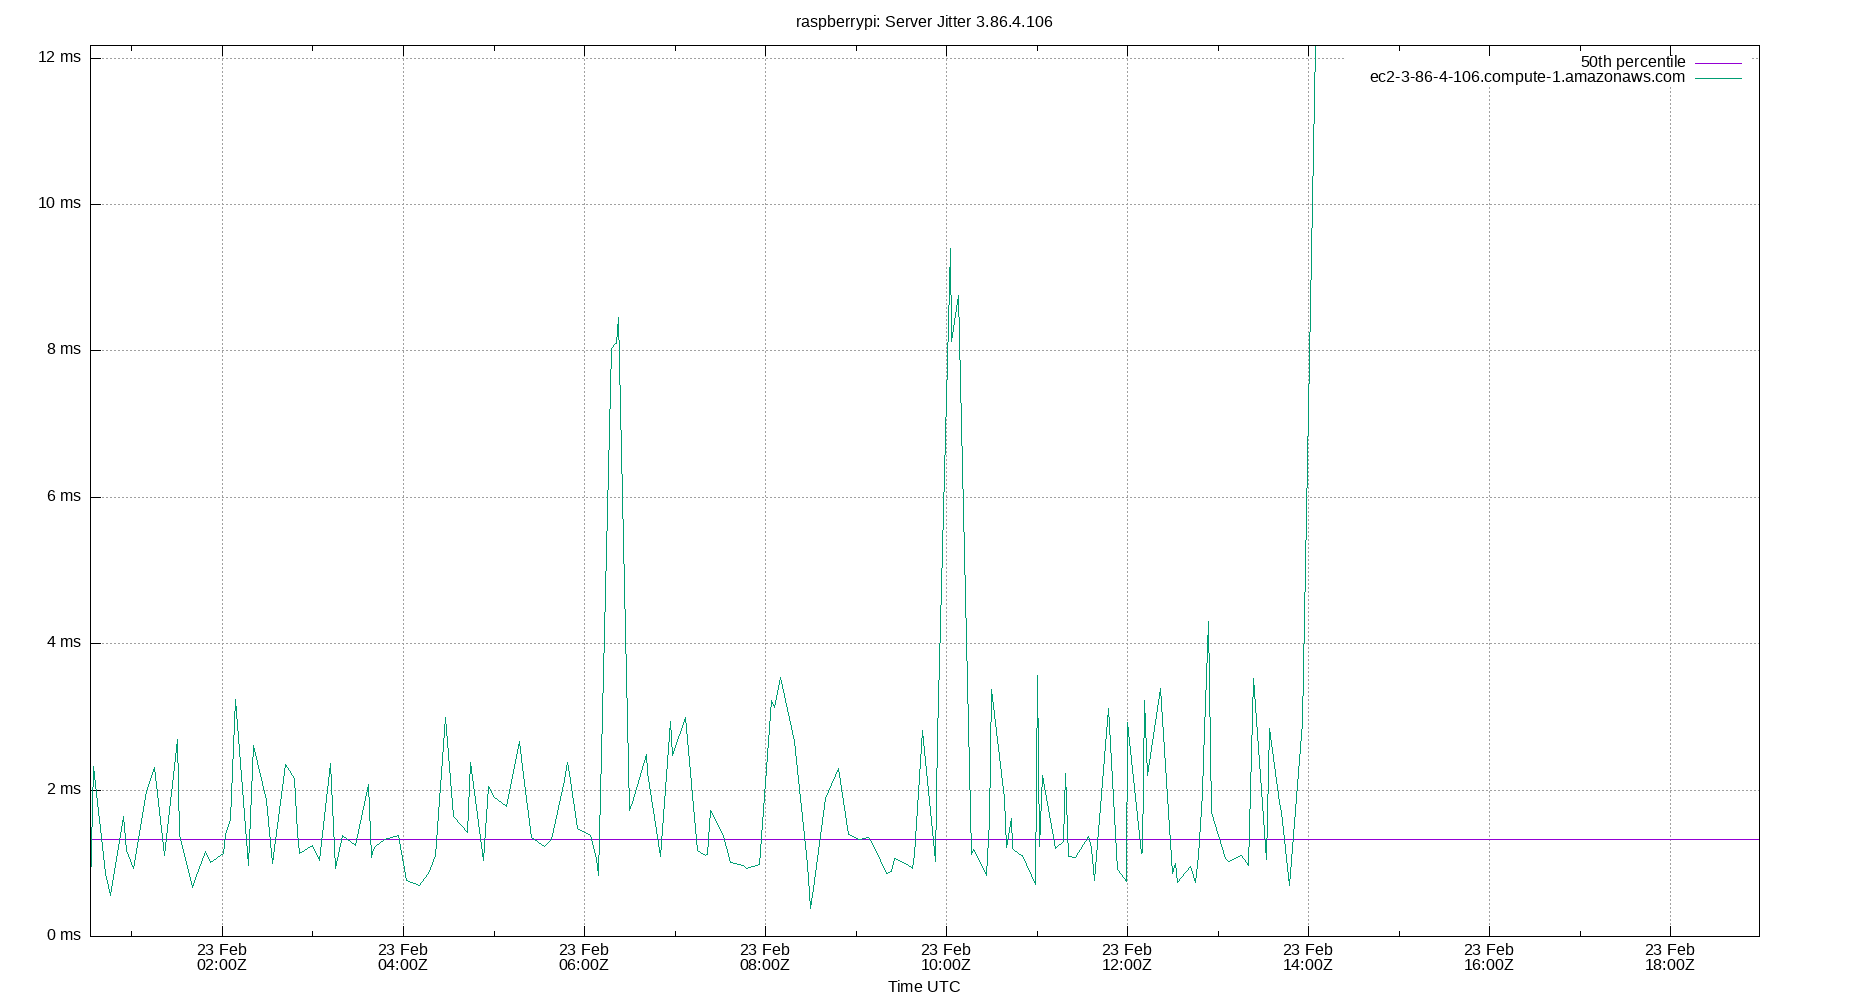 raspberrypi: Server Jitter 3.86.4.106
12 ms
10 ms
8 ms
6 ms
4 ms
2 ms
0 ms
50th percentile
ec2-3-86-4-106.compute-1.amazonaws.com
23 Feb 23 Feb 23 Feb 23 Feb 23 Feb 23 Feb 23 Feb 23 Feb 23 Feb
02:00Z 04:00Z 06:00Z 08:00Z 10:00Z 12:00Z 14:00Z 16:00Z 18:00Z
Time UTC